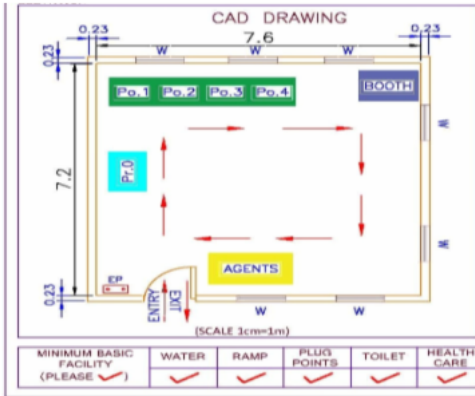 CAD DRAWING
0.23 7.6 0.23
W W W
0.23
Po.1 Po.2 Po.3 Po.4 BOOTH
W
7.2
Pr.0
W
AGENTS
EP
0.23
ENTRY EXIT
W W
(SCALE 1cm=1m)
MINIMUM BASIC FACILITY (PLEASE ✓) WATER RAMP PLUG POINTS TOILET HEALTH CARE
✓ ✓ ✓ ✓ ✓